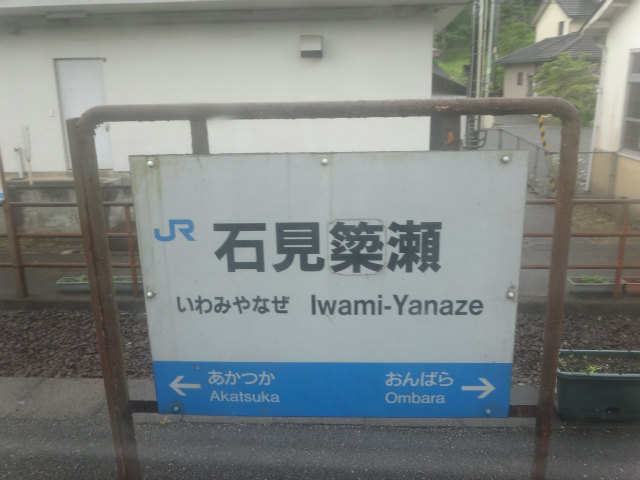 JR 石見簗瀬
いわみやなぜ Iwami-Yanaze
← あかつか おんばら →
Akatsuka Ombara